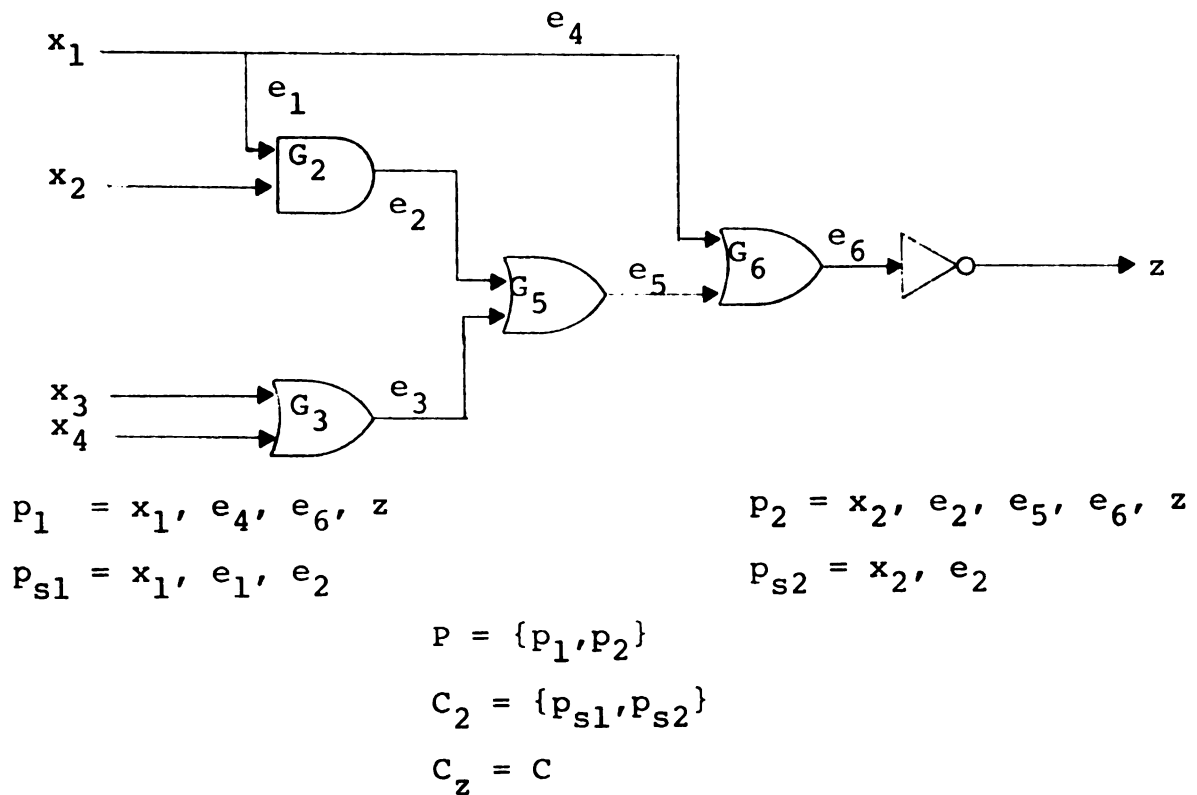 x₁
e₄
e₁
G₂
x₂
e₂
G₆
e₆
z
G₅
e₅
x₃
G₃
e₃
x₄
p₁ = x₁, e₄, e₆, z
p₂ = x₂, e₂, e₅, e₆, z
pₛ₁ = x₁, e₁, e₂
pₛ₂ = x₂, e₂
P = {p₁,p₂}
C₂ = {pₛ₁,pₛ₂}
C_z = C